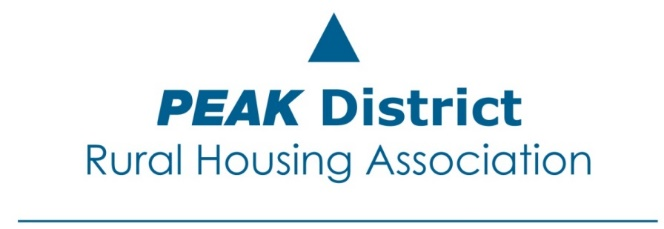 PEAK District
Rural Housing Association